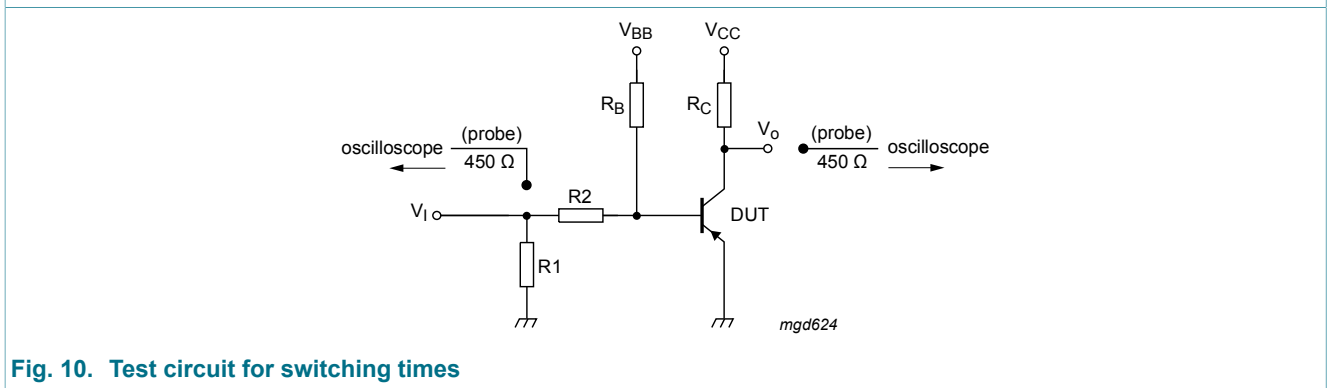 VBB
VCC
RB
RC
oscilloscope
(probe)
450 Ω
Vo
(probe)
450 Ω
oscilloscope
VI
R2
DUT
R1
mgd624
Fig. 10. Test circuit for switching times